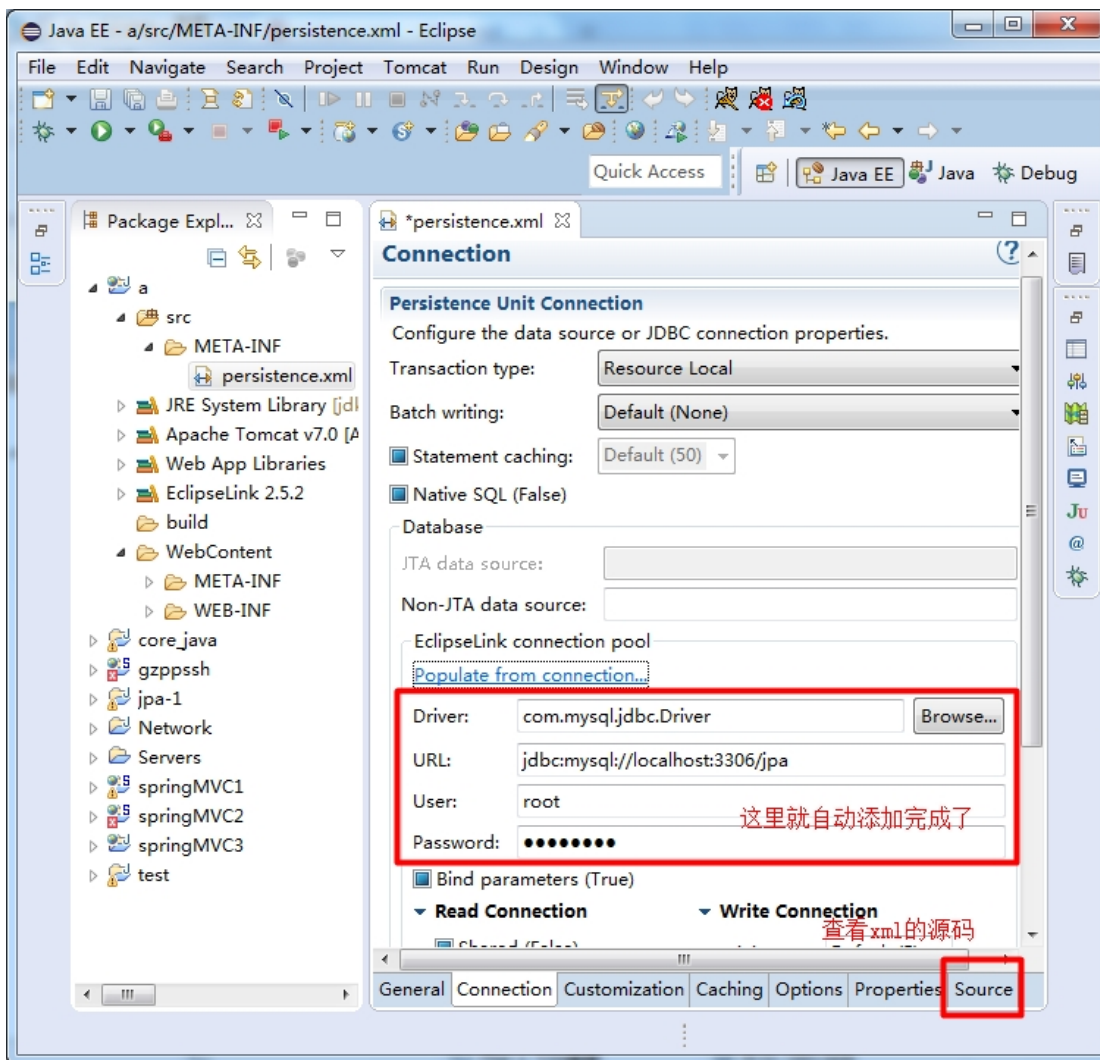 Java EE - a/src/META-INF/persistence.xml - Eclipse
File Edit Navigate Search Project Tomcat Run Design Window Help
Quick Access Java EE Java Debug
Package Expl...
a
src
META-INF
persistence.xml
JRE System Library [jdk
Apache Tomcat v7.0 [A
Web App Libraries
EclipseLink 2.5.2
build
WebContent
META-INF
WEB-INF
core_java
gzppssh
jpa-1
Network
Servers
springMVC1
springMVC2
springMVC3
test
*persistence.xml
Connection
Persistence Unit Connection
Configure the data source or JDBC connection properties.
Transaction type: Resource Local
Batch writing: Default (None)
Statement caching: Default (50)
Native SQL (False)
Database
JTA data source:
Non-JTA data source:
EclipseLink connection pool
Populate from connection...
Driver: com.mysql.jdbc.Driver Browse...
URL: jdbc:mysql://localhost:3306/jpa
User: root
这里就自动添加完成了
Password: ●●●●●●●●
Bind parameters (True)
Read Connection Write Connection
查看xml的源码
Shared (False)
General Connection Customization Caching Options Properties Source
Ju
@